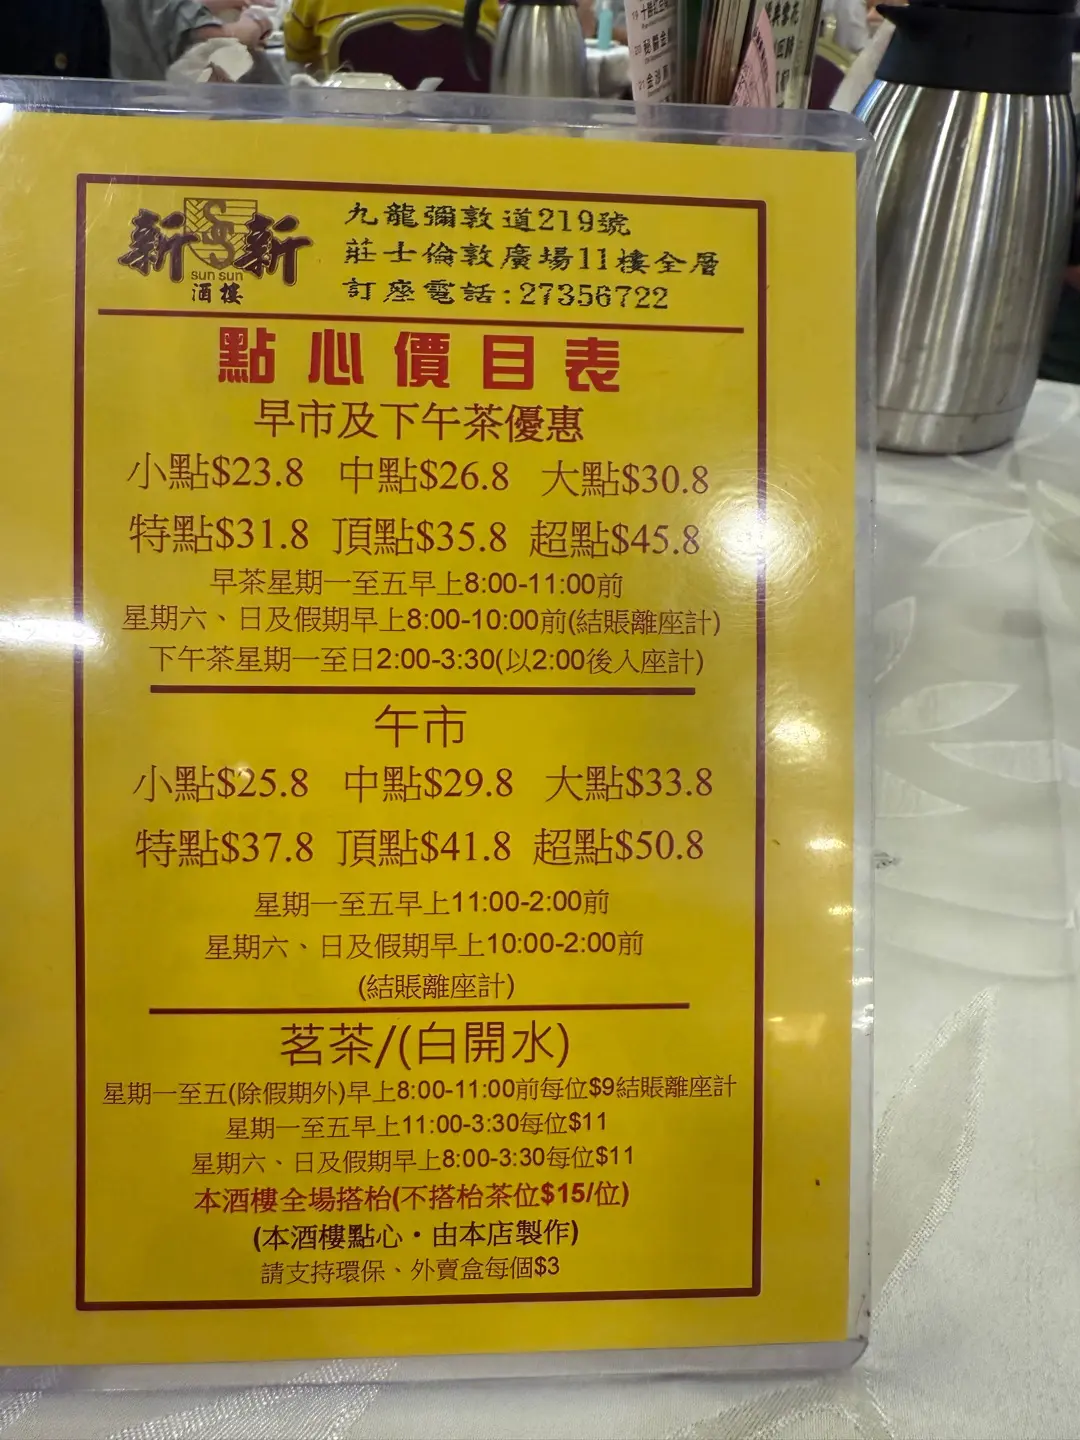 19 十勝紅豆
20 秘製金
21 金沙
新新
sun sun
酒樓
九龍彌敦道219號
莊士倫敦廣場11樓全層
訂座電話:27356722
點心價目表
早市及下午茶優惠
小點$23.8 中點$26.8 大點$30.8
特點$31.8 頂點$35.8 超點$45.8
早茶星期一至五早上8:00-11:00前
星期六、日及假期早上8:00-10:00前(結賬離座計)
下午茶星期一至日2:00-3:30(以2:00後入座計)
午市
小點$25.8 中點$29.8 大點$33.8
特點$37.8 頂點$41.8 超點$50.8
星期一至五早上11:00-2:00前
星期六、日及假期早上10:00-2:00前
(結賬離座計)
茗茶/(白開水)
星期一至五(除假期外)早上8:00-11:00前每位$9結賬離座計
星期一至五早上11:00-3:30每位$11
星期六、日及假期早上8:00-3:30每位$11
本酒樓全場搭枱(不搭枱茶位$15/位)
(本酒樓點心·由本店製作)
請支持環保、外賣盒每個$3